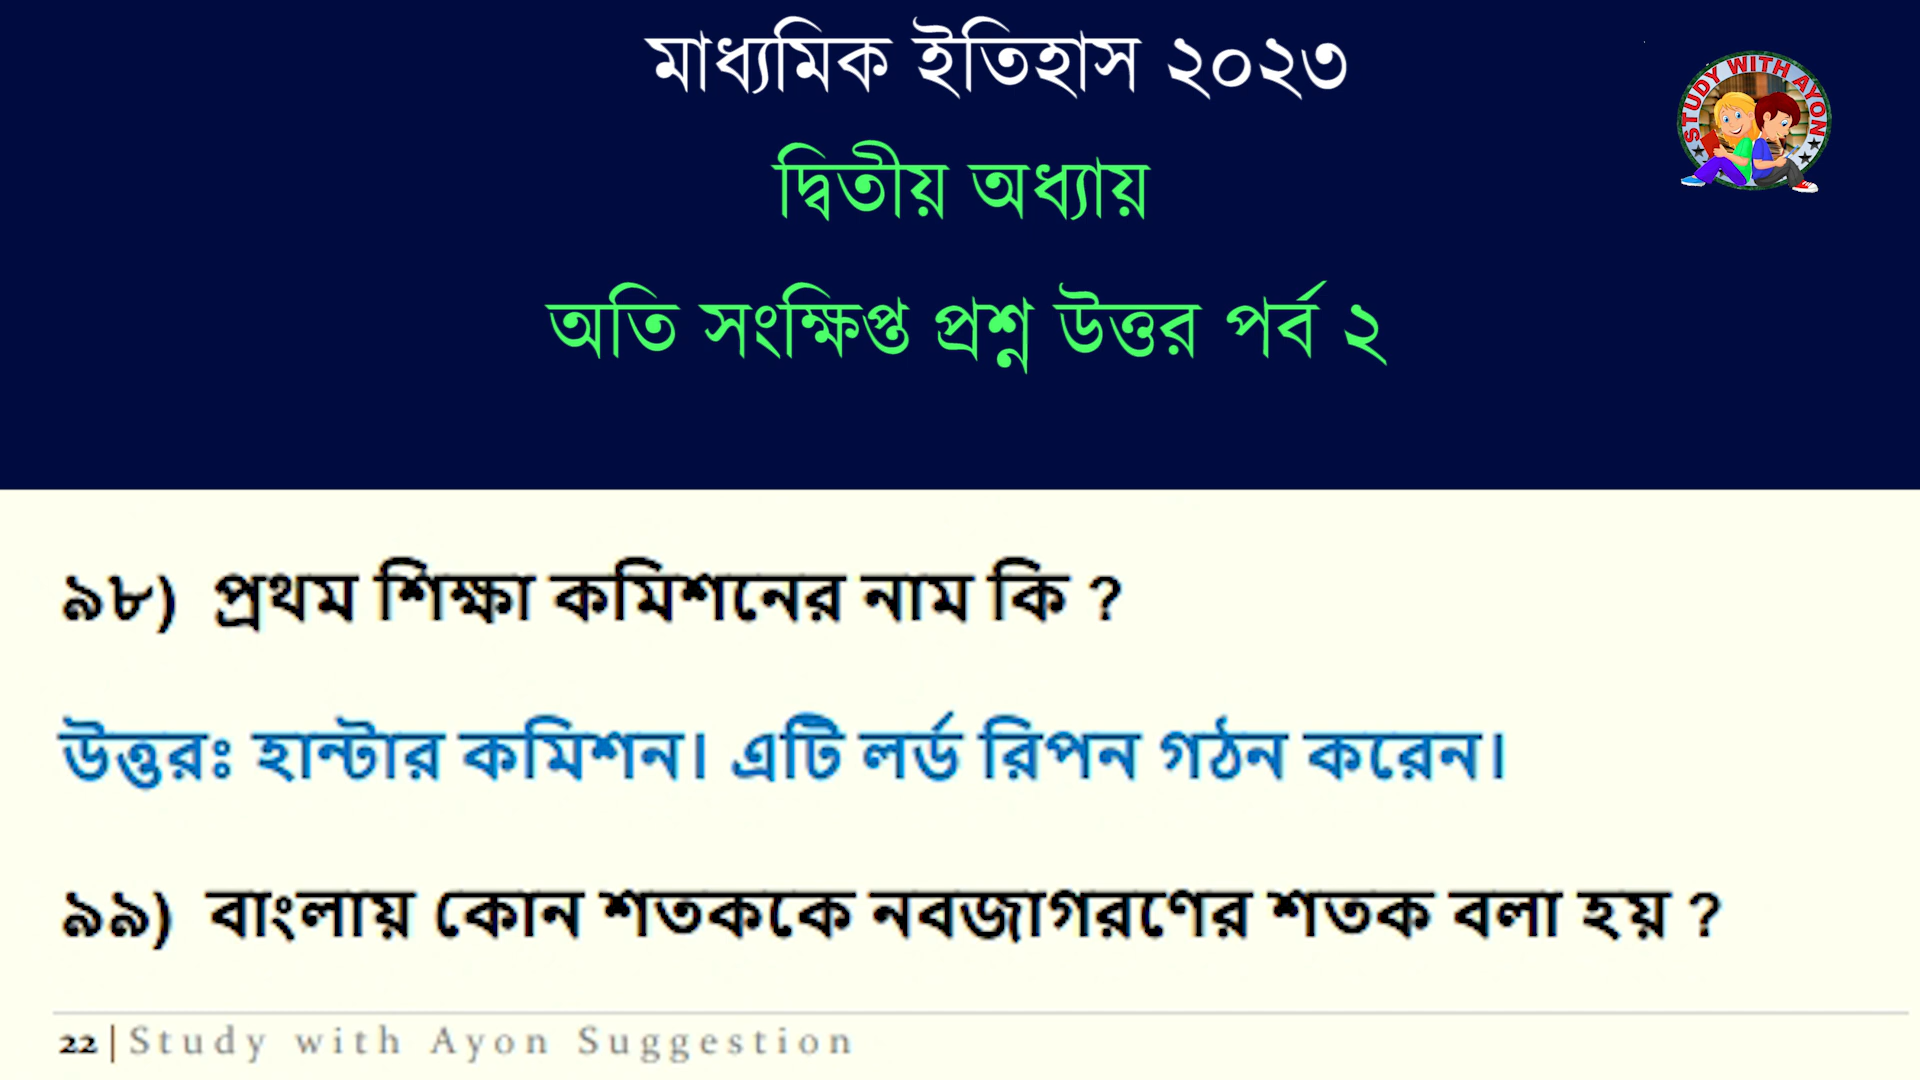 মাধ্যমিক ইতিহাস ২০২৩
STUDY WITH AYON
দ্বিতীয় অধ্যায়
অতি সংক্ষিপ্ত প্রশ্ন উত্তর পর্ব ২
৯৮) প্রথম শিক্ষা কমিশনের নাম কি ?
উত্তরঃ হান্টার কমিশন। এটি লর্ড রিপন গঠন করেন।
৯৯) বাংলায় কোন শতককে নবজাগরণের শতক বলা হয় ?
22 | Study with Ayon Suggestion